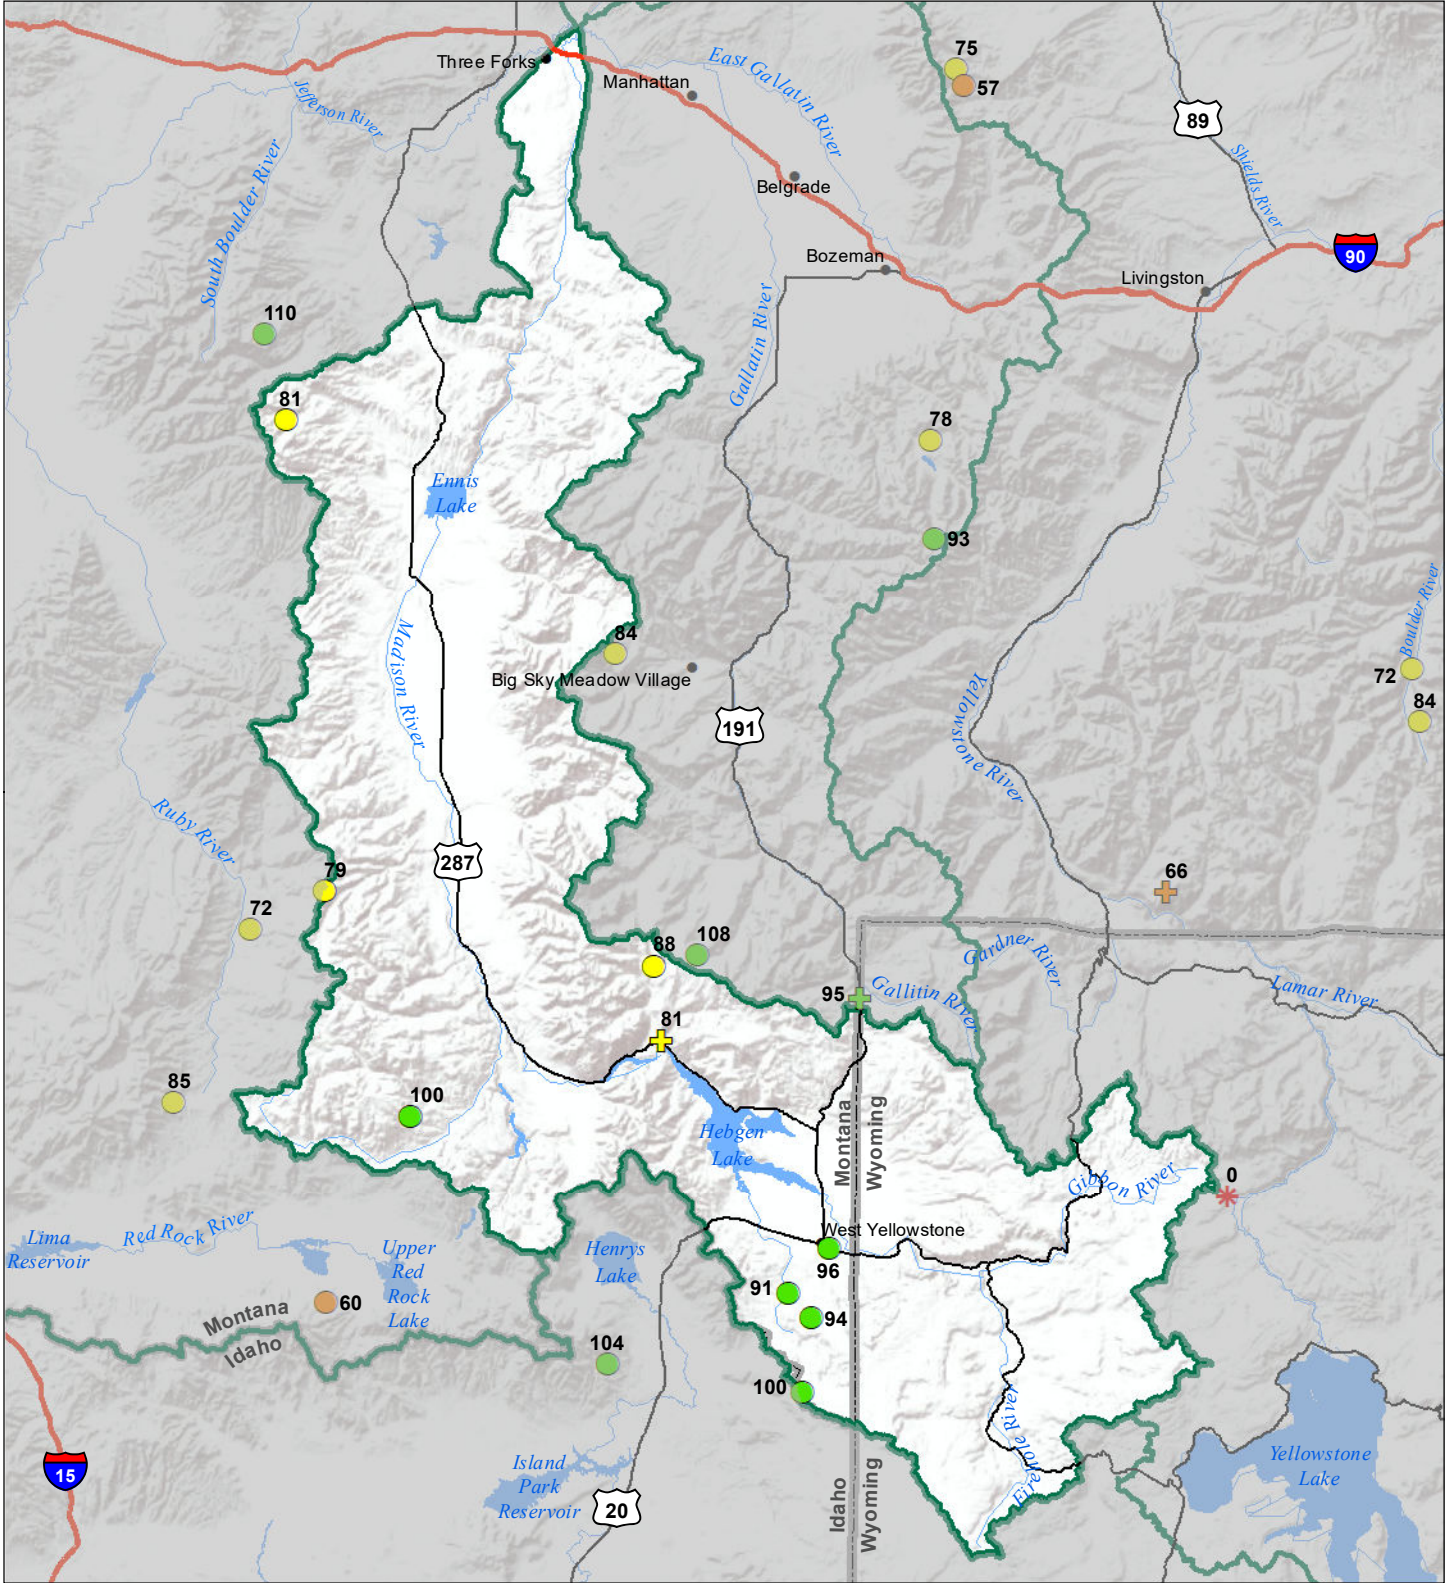 Three Forks
Manhattan
East Gallatin River
75
57
89
Jefferson River
Shields River
South Boulder River
Belgrade
Bozeman
90
Livingston
110
Gallatin River
81
78
Ennis
Lake
93
Boulder River
84
Madison River
Big Sky Meadow Village
72
84
191
Yellowstone River
Ruby River
287
79
66
72
108
88
Gardner River
95
Gallitin River
Lamar River
81
85
100
Hebgen
Lake
Montana
Wyoming
Gibbon River
0
Lima
Reservoir
Red Rock River
Upper
Red
Rock
Lake
Henrys
Lake
West Yellowstone
96
91
94
60
Montana
Idaho
104
100
Firehole River
15
Island
Park
Reservoir
20
Idaho
Wyoming
Yellowstone
Lake